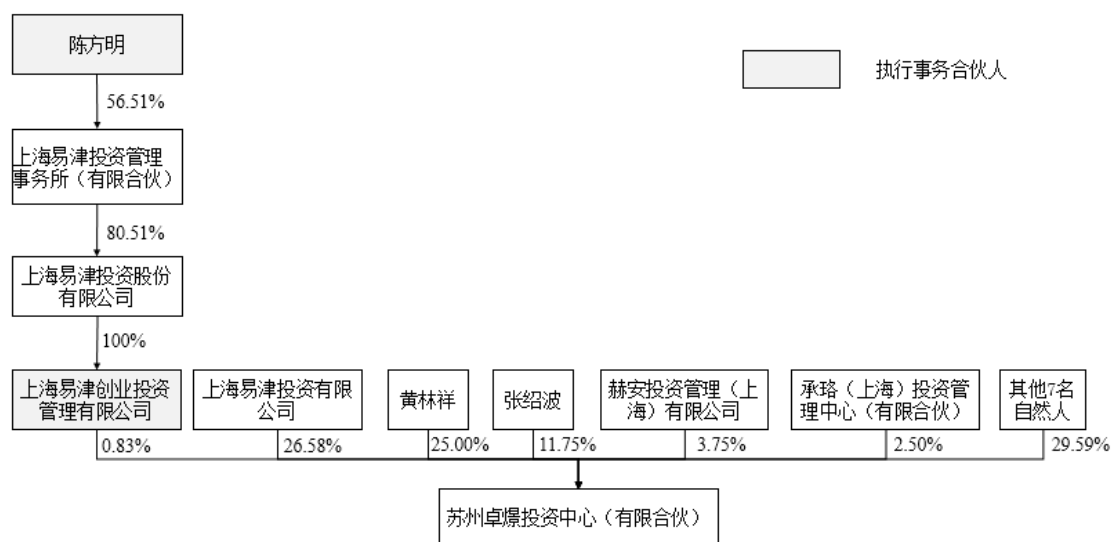 陈方明
执行事务合伙人
56.51%
上海易津投资管理
事务所（有限合伙）
80.51%
上海易津投资股份
有限公司
100%
上海易津创业投资
管理有限公司
上海易津投资有限
公司
黄林祥
张绍波
赫安投资管理（上
海）有限公司
承珞（上海）投资管
理中心（有限合伙）
其他7名
自然人
0.83%
26.58%
25.00%
11.75%
3.75%
2.50%
29.59%
苏州卓燝投资中心（有限合伙）